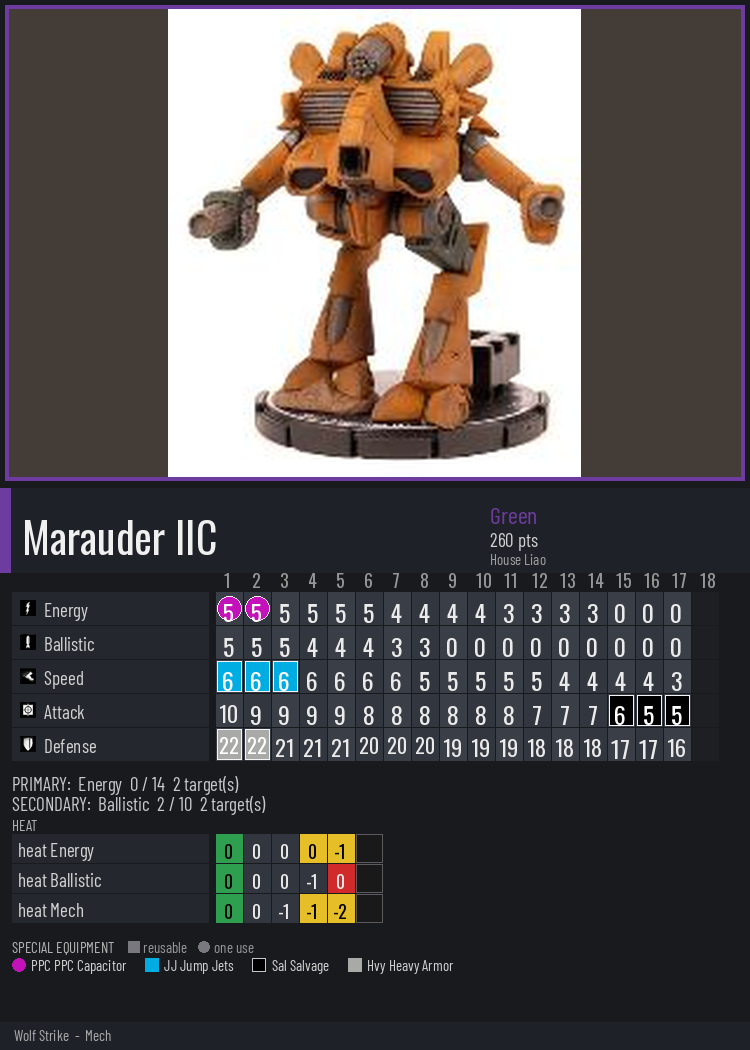 Marauder IIC
Green
260 pts
House Liao
1 2 3 4 5 6 7 8 9 10 11 12 13 14 15 16 17 18
Energy 5 5 5 5 5 5 4 4 4 4 3 3 3 3 0 0 0
Ballistic 5 5 5 4 4 4 3 3 0 0 0 0 0 0 0 0 0
Speed 6 6 6 6 6 6 6 5 5 5 5 5 4 4 4 4 3
Attack 10 9 9 9 9 8 8 8 8 8 8 7 7 7 6 5 5
Defense 22 22 21 21 21 20 20 20 19 19 19 18 18 18 17 17 16
PRIMARY: Energy 0 / 14 2 target(s)
SECONDARY: Ballistic 2 / 10 2 target(s)
HEAT
heat Energy 0 0 0 0 -1
heat Ballistic 0 0 0 -1 0
heat Mech 0 0 -1 -1 -2
SPECIAL EQUIPMENT reusable one use
PPC PPC Capacitor JJ Jump Jets Sal Salvage Hvy Heavy Armor
Wolf Strike - Mech